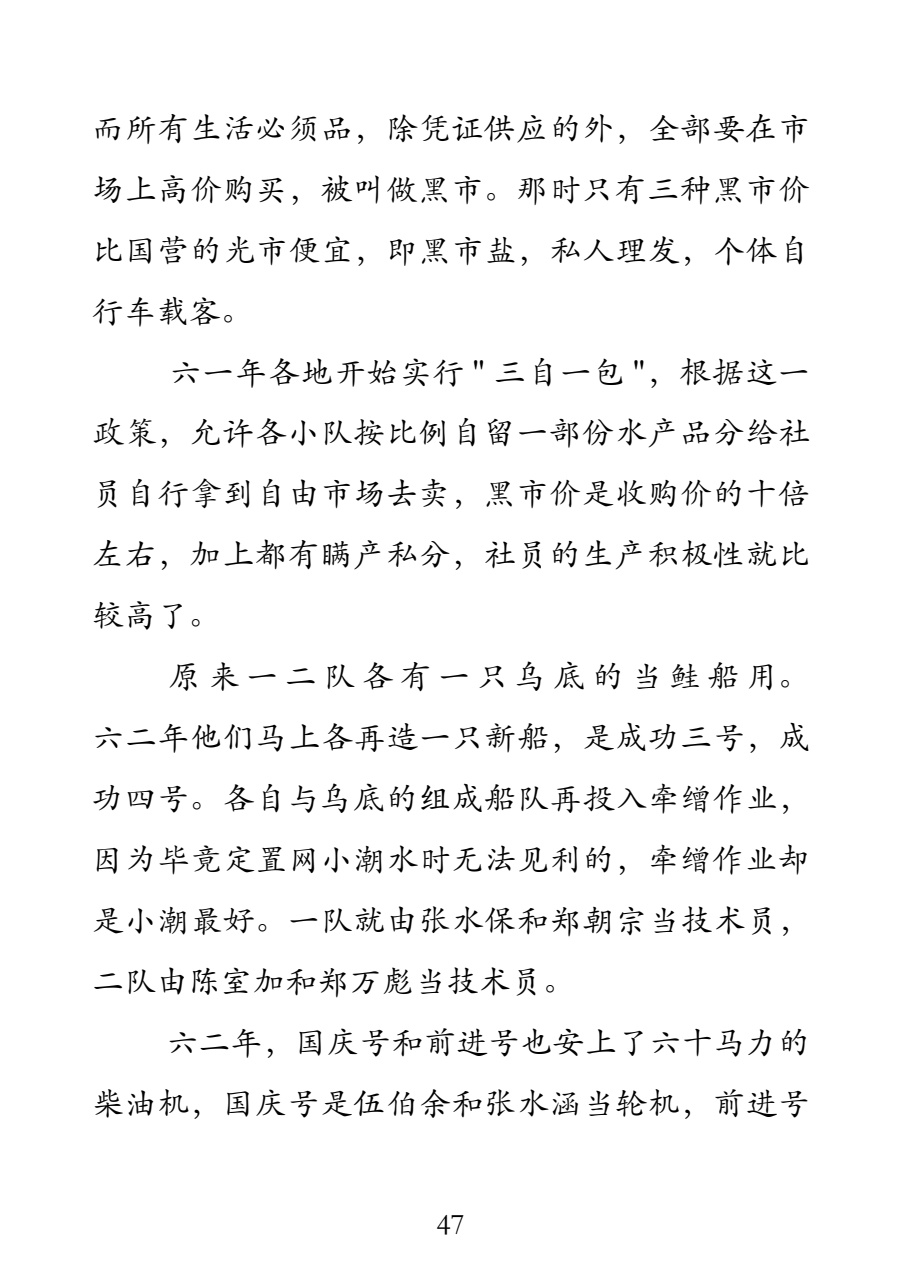 而所有生活必须品，除凭证供应的外，全部要在市
场上高价购买，被叫做黑市。那时只有三种黑市价
比国营的光市便宜，即黑市盐，私人理发，个体自
行车载客。
六一年各地开始实行"三自一包"，根据这一
政策，允许各小队按比例自留一部份水产品分给社
员自行拿到自由市场去卖，黑市价是收购价的十倍
左右，加上都有瞒产私分，社员的生产积极性就比
较高了。
原来一二队各有一只乌底的当鲑船用。
六二年他们马上各再造一只新船，是成功三号，成
功四号。各自与乌底的组成船队再投入牵缯作业，
因为毕竟定置网小潮水时无法见利的，牵缯作业却
是小潮最好。一队就由张水保和郑朝宗当技术员，
二队由陈室加和郑万彪当技术员。
六二年，国庆号和前进号也安上了六十马力的
柴油机，国庆号是伍伯余和张水涵当轮机，前进号
47